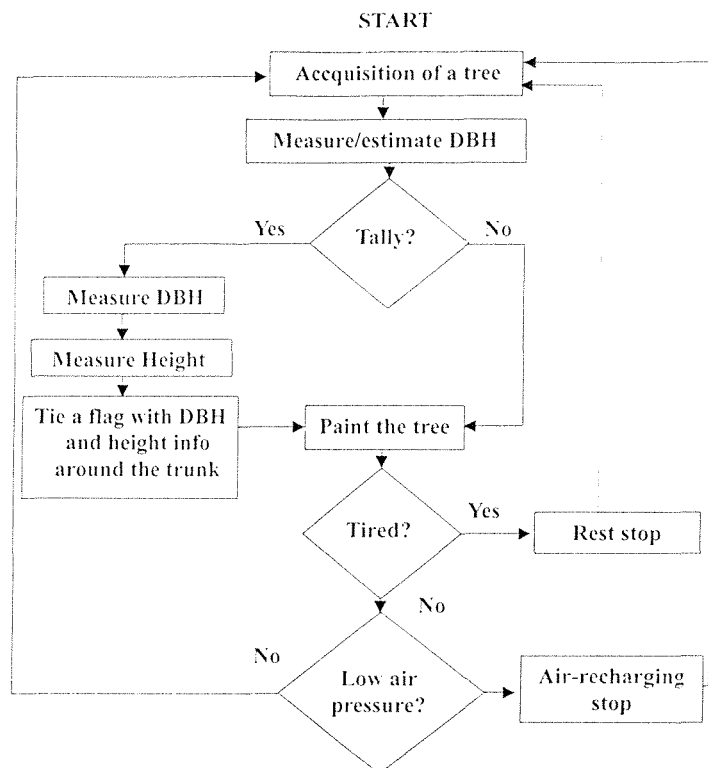 START
Accquisition of a tree
Measure/estimate DBH
Yes
Tally?
No
Measure DBH
Measure Height
Tie a flag with DBH
and height info
around the trunk
Paint the tree
Tired?
Yes
Rest stop
No
No
Low air
pressure?
Air-recharging
stop